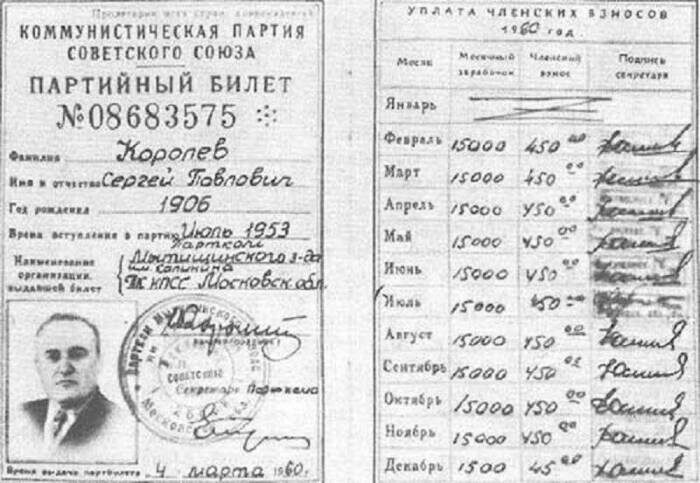 Пролетарии всех стран, соединяйтесь!
КОММУНИСТИЧЕСКАЯ ПАРТИЯ
СОВЕТСКОГО СОЮЗА
ПАРТИЙНЫЙ БИЛЕТ
№08683575
Фамилия Королев
Имя и отчество Сергей Павлович
Год рождения 1906
Время вступления в партию Июль 1953
Наименование организации, выдавшей билет
Парткоم
Мытищинского з-да
им. Калинина
КПСС Московск обл.
СОВЕТСКОГО
Секретарь Парткома
Время выдачи партбилета 4 марта 1960 г.
УПЛАТА ЧЛЕНСКИХ ВЗНОСОВ
1960 ГОД
Месяц Месячный заработок Членский взнос Подпись секретаря
Январь
Февраль 15000 450 00
Март 15000 450 00
Апрель 15000 450 00
Май 15000 450 00
Июнь 15000 450 00
Июль 15000 450 00
Август 15000 450 00
Сентябрь 15000 450 00
Октябрь 15000 450 00
Ноябрь 15000 450 00
Декабрь 1500 45 00